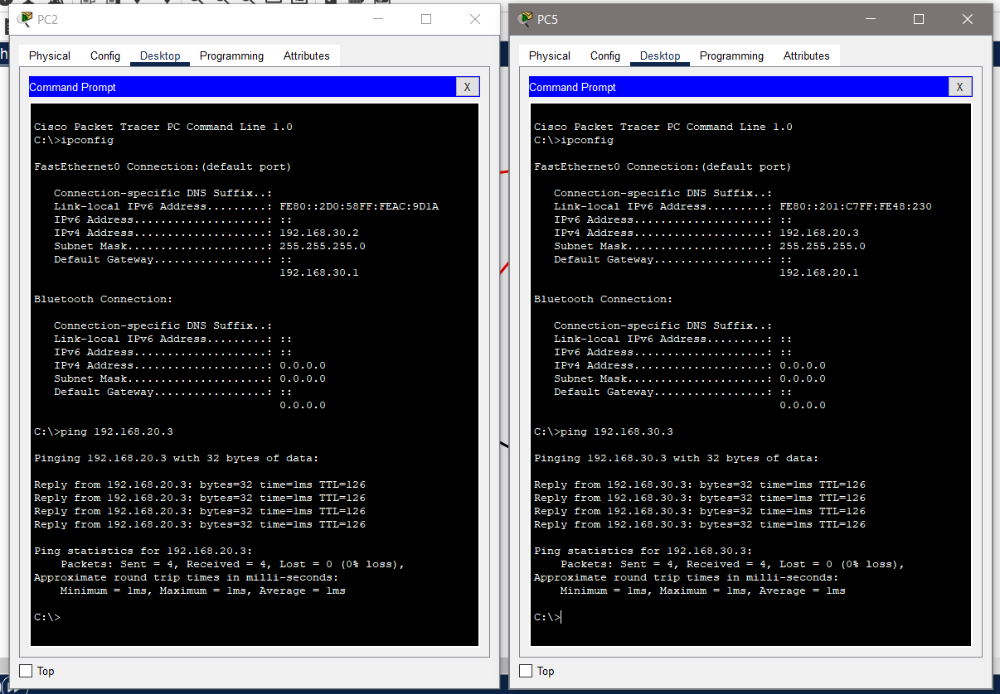 PC2
Physical Config Desktop Programming Attributes
Command Prompt X
Cisco Packet Tracer PC Command Line 1.0
C:\>ipconfig
FastEthernet0 Connection:(default port)
Connection-specific DNS Suffix..:
Link-local IPv6 Address.........: FE80::2D0:58FF:FEAC:9D1A
IPv6 Address....................: ::
IPv4 Address....................: 192.168.30.2
Subnet Mask.....................: 255.255.255.0
Default Gateway.................: ::
192.168.30.1
Bluetooth Connection:
Connection-specific DNS Suffix..:
Link-local IPv6 Address.........: ::
IPv6 Address....................: ::
IPv4 Address....................: 0.0.0.0
Subnet Mask.....................: 0.0.0.0
Default Gateway.................: ::
0.0.0.0
C:\>ping 192.168.20.3
Pinging 192.168.20.3 with 32 bytes of data:
Reply from 192.168.20.3: bytes=32 time=1ms TTL=126
Reply from 192.168.20.3: bytes=32 time=1ms TTL=126
Reply from 192.168.20.3: bytes=32 time=1ms TTL=126
Reply from 192.168.20.3: bytes=32 time=1ms TTL=126
Ping statistics for 192.168.20.3:
Packets: Sent = 4, Received = 4, Lost = 0 (0% loss),
Approximate round trip times in milli-seconds:
Minimum = 1ms, Maximum = 1ms, Average = 1ms
C:\>
Top
PC5
Physical Config Desktop Programming Attributes
Command Prompt X
Cisco Packet Tracer PC Command Line 1.0
C:\>ipconfig
FastEthernet0 Connection:(default port)
Connection-specific DNS Suffix..:
Link-local IPv6 Address.........: FE80::201:C7FF:FE48:230
IPv6 Address....................: ::
IPv4 Address....................: 192.168.20.3
Subnet Mask.....................: 255.255.255.0
Default Gateway.................: ::
192.168.20.1
Bluetooth Connection:
Connection-specific DNS Suffix..:
Link-local IPv6 Address.........: ::
IPv6 Address....................: ::
IPv4 Address....................: 0.0.0.0
Subnet Mask.....................: 0.0.0.0
Default Gateway.................: ::
0.0.0.0
C:\>ping 192.168.30.3
Pinging 192.168.30.3 with 32 bytes of data:
Reply from 192.168.30.3: bytes=32 time=1ms TTL=126
Reply from 192.168.30.3: bytes=32 time=1ms TTL=126
Reply from 192.168.30.3: bytes=32 time=1ms TTL=126
Reply from 192.168.30.3: bytes=32 time=1ms TTL=126
Ping statistics for 192.168.30.3:
Packets: Sent = 4, Received = 4, Lost = 0 (0% loss),
Approximate round trip times in milli-seconds:
Minimum = 1ms, Maximum = 1ms, Average = 1ms
C:\>
Top